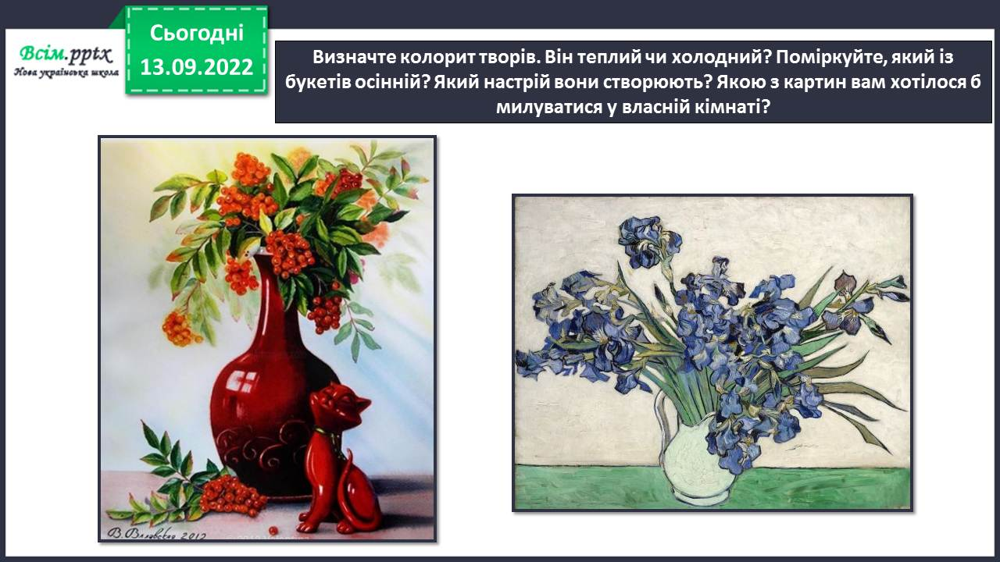 Сьогодні
13.09.2022
Всім.pptx
Нова українська школа
Визначте колорит творів. Він теплий чи холодний? Поміркуйте, який із
букетів осінній? Який настрій вони створюють? Якою з картин вам хотілося б
милуватися у власній кімнаті?
2012